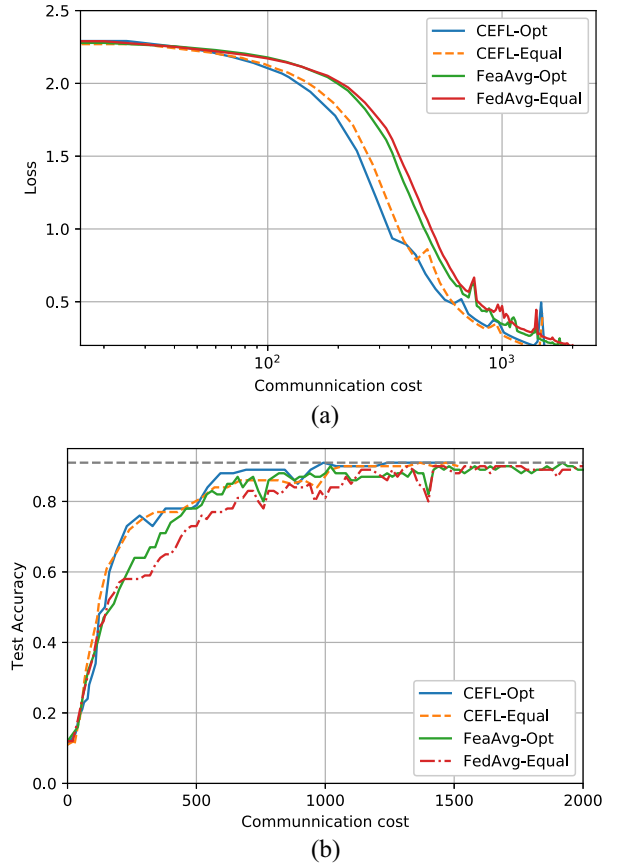 2.5
2.0
1.5
1.0
0.5
Loss
10²
10³
Communnication cost
CEFL-Opt
CEFL-Equal
FeaAvg-Opt
FedAvg-Equal
(a)
0.8
0.6
0.4
0.2
0.0
Test Accuracy
0
500
1000
1500
2000
Communnication cost
CEFL-Opt
CEFL-Equal
FeaAvg-Opt
FedAvg-Equal
(b)